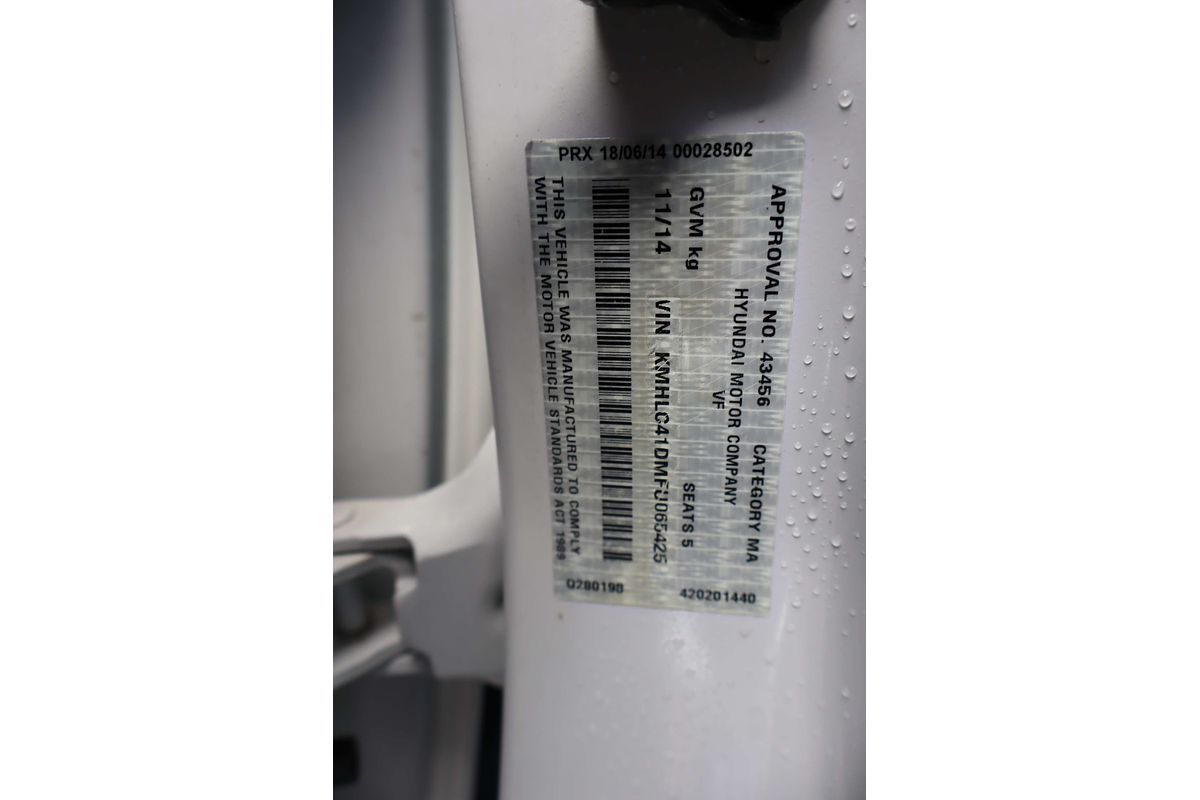 PRX 18/06/14 00028502
APPROVAL NO. 43456 CATEGORY MA
HYUNDAI MOTOR COMPANY
VF
GVM kg SEATS 5
11/14 VIN KMHLC41DMFU065425
THIS VEHICLE WAS MANUFACTURED TO COMPLY
WITH THE MOTOR VEHICLE STANDARDS ACT 1989
420201440